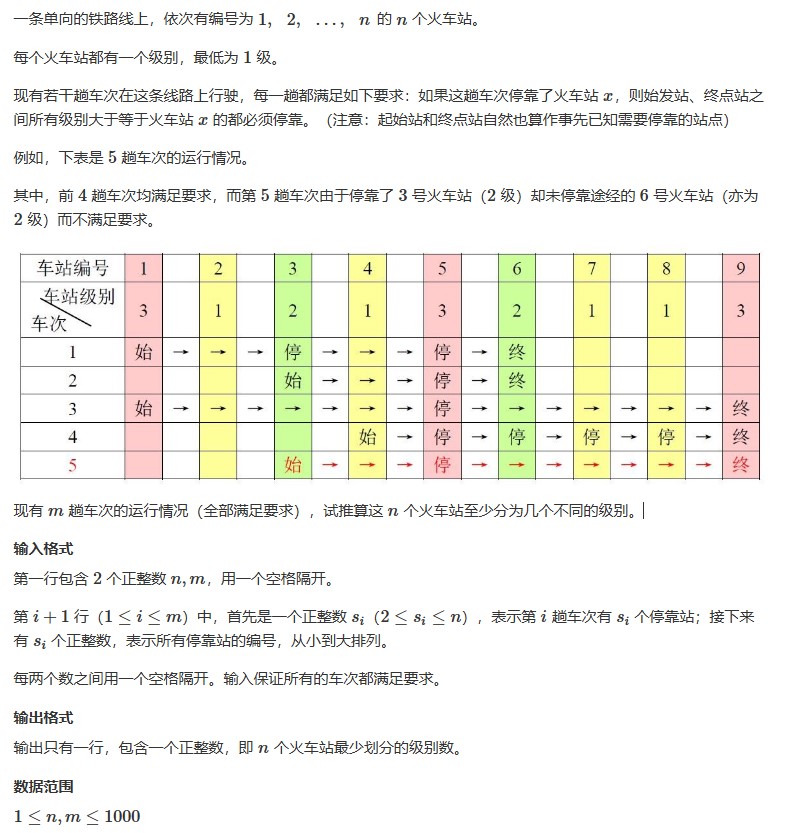 一条单向的铁路线上，依次有编号为 1, 2, ..., n 的 n 个火车站。
每个火车站都有一个级别，最低为 1 级。
现有若干趟车次在这条线路上行驶，每一趟都满足如下要求：如果这趟车次停靠了火车站 x，则始发站、终点站之
间所有级别大于等于火车站 x 的都必须停靠。（注意：起始站和终点站自然也算作事先已知需要停靠的站点）
例如，下表是 5 趟车次的运行情况。
其中，前 4 趟车次均满足要求，而第 5 趟车次由于停靠了 3 号火车站（2 级）却未停靠途经的 6 号火车站（亦为
2 级）而不满足要求。
车站编号 1 2 3 4 5 6 7 8 9
车站级别 3 1 2 1 3 2 1 1 3
车次
1 始 → → → 停 → → → 停 → 终
2 始 → → → 停 → 终
3 始 → → → → → → → 停 → → → → → → → 终
4 始 → 停 → 停 → 停 → 停 → 终
5 始 → → → 停 → → → → → → → 终
现有 m 趟车次的运行情况（全部满足要求），试推算这 n 个火车站至少分为几个不同的级别。
输入格式
第一行包含 2 个正整数 n,m，用一个空格隔开。
第 i+1 行（1≤i≤m）中，首先是一个正整数 si（2≤si≤n），表示第 i 趟车次有 si 个停靠站；接下来
有 si 个正整数，表示所有停靠站的编号，从小到大排列。
每两个数之间用一个空格隔开。输入保证所有的车次都满足要求。
输出格式
输出只有一行，包含一个正整数，即 n 个火车站最少划分的级别数。
数据范围
1≤n,m≤1000